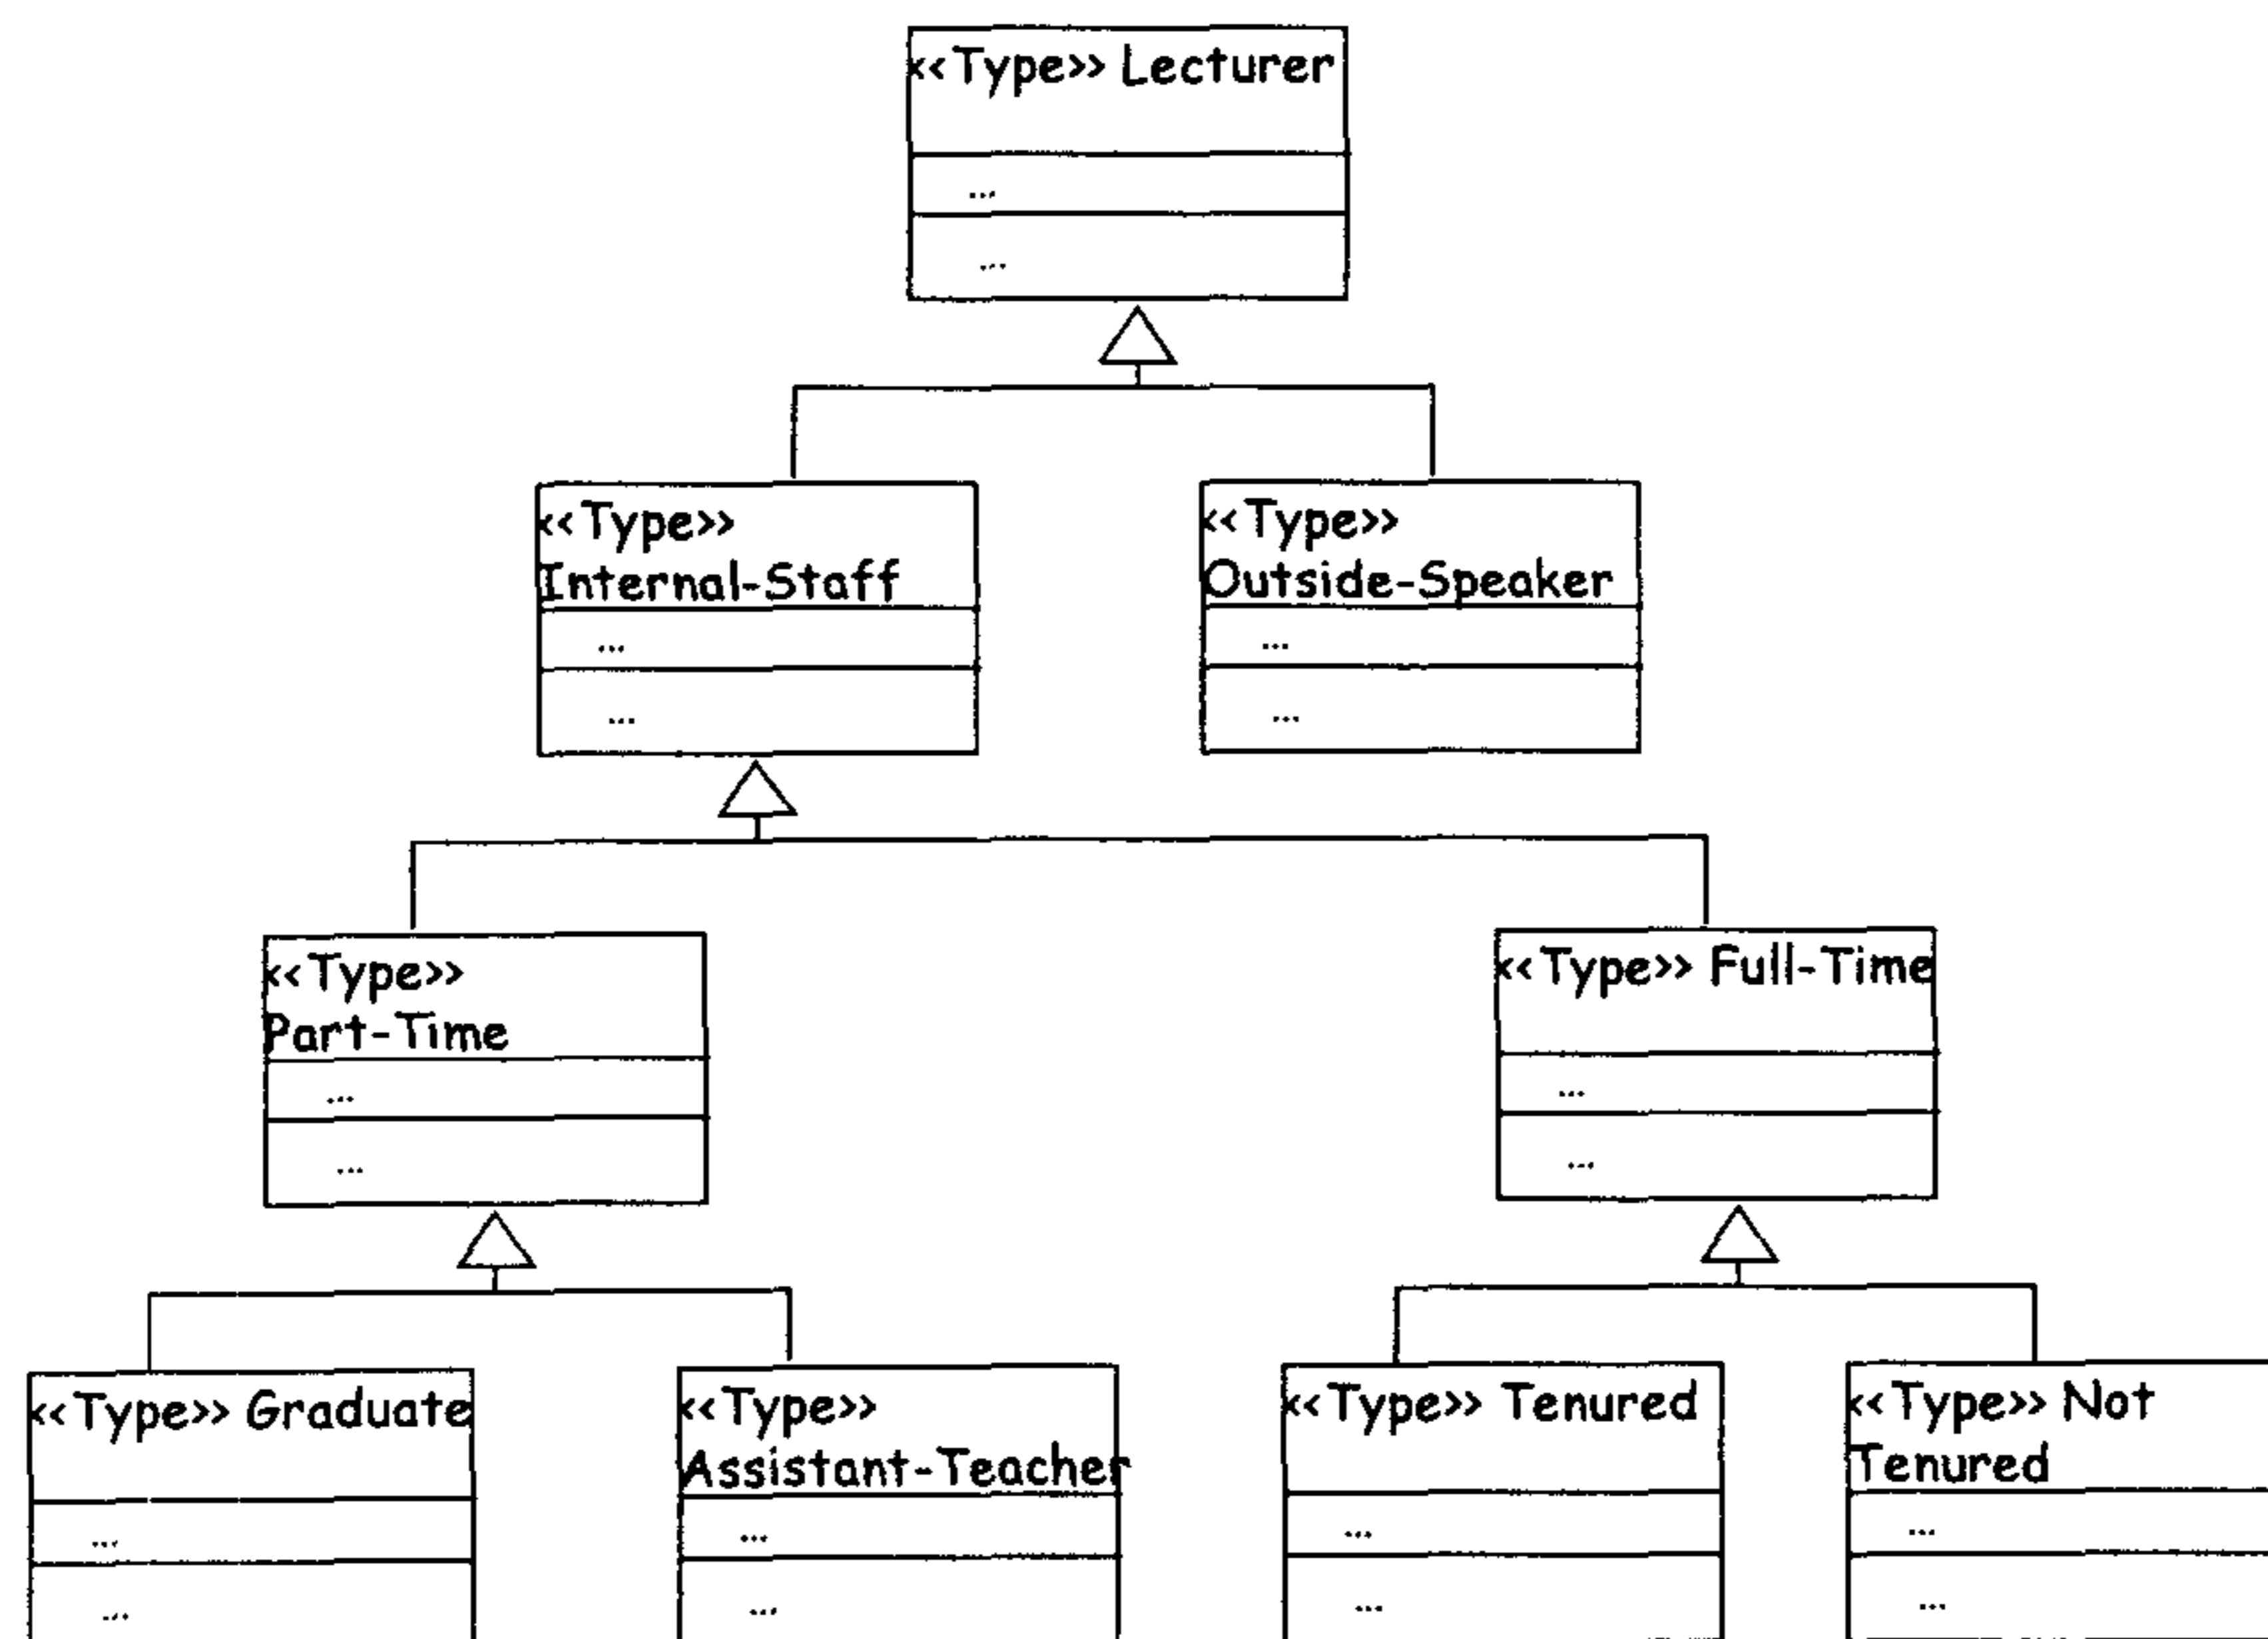 <<Type>> Lecturer
...
...
<<Type>>
Internal-Staff
...
...
<<Type>>
Outside-Speaker
...
...
<<Type>>
Part-Time
...
...
<<Type>> Full-Time
...
...
<<Type>> Graduate
...
...
<<Type>>
Assistant-Teacher
...
...
<<Type>> Tenured
...
...
<<Type>> Not
Tenured
...
...